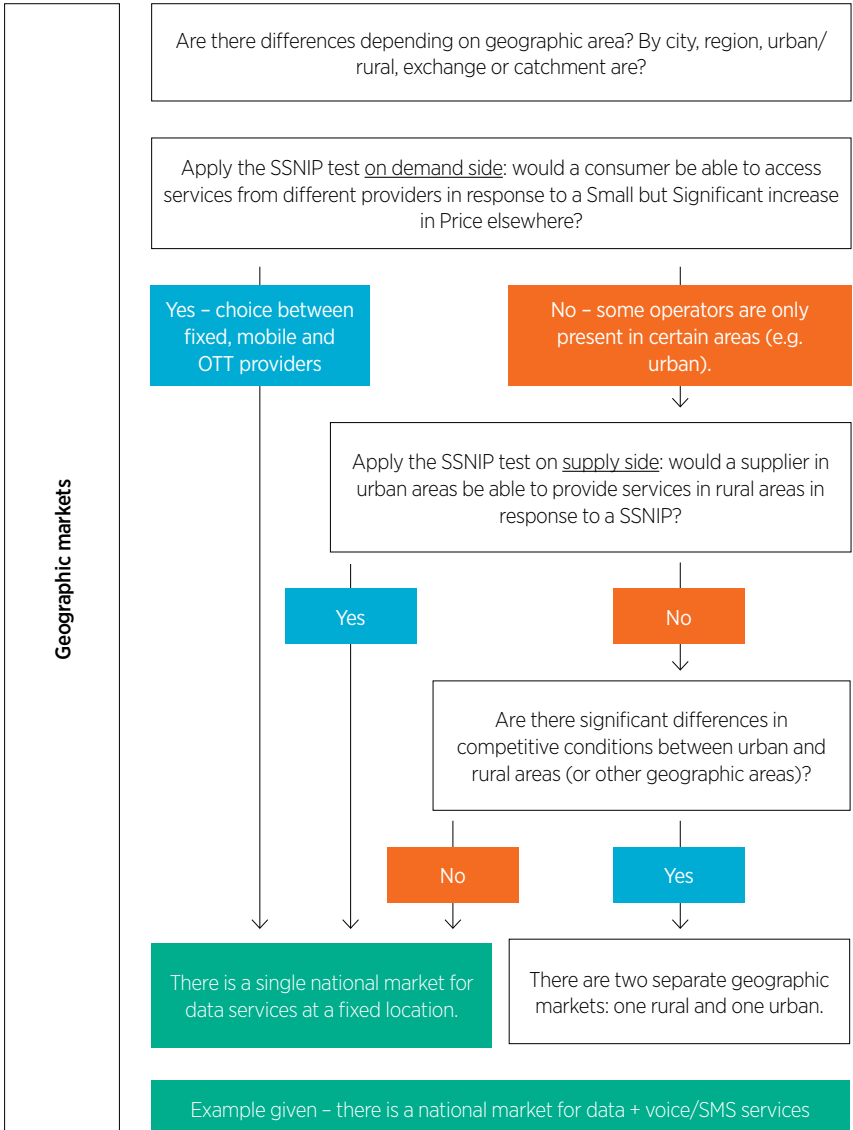 Geographic markets
Are there differences depending on geographic area? By city, region, urban/
rural, exchange or catchment are?
Apply the SSNIP test on demand side: would a consumer be able to access
services from different providers in response to a Small but Significant increase
in Price elsewhere?
Yes – choice between
fixed, mobile and
OTT providers
No – some operators are only
present in certain areas (e.g.
urban).
Apply the SSNIP test on supply side: would a supplier in
urban areas be able to provide services in rural areas in
response to a SSNIP?
Yes
No
Are there significant differences in
competitive conditions between urban and
rural areas (or other geographic areas)?
No
Yes
There is a single national market for
data services at a fixed location.
There are two separate geographic
markets: one rural and one urban.
Example given – there is a national market for data + voice/SMS services